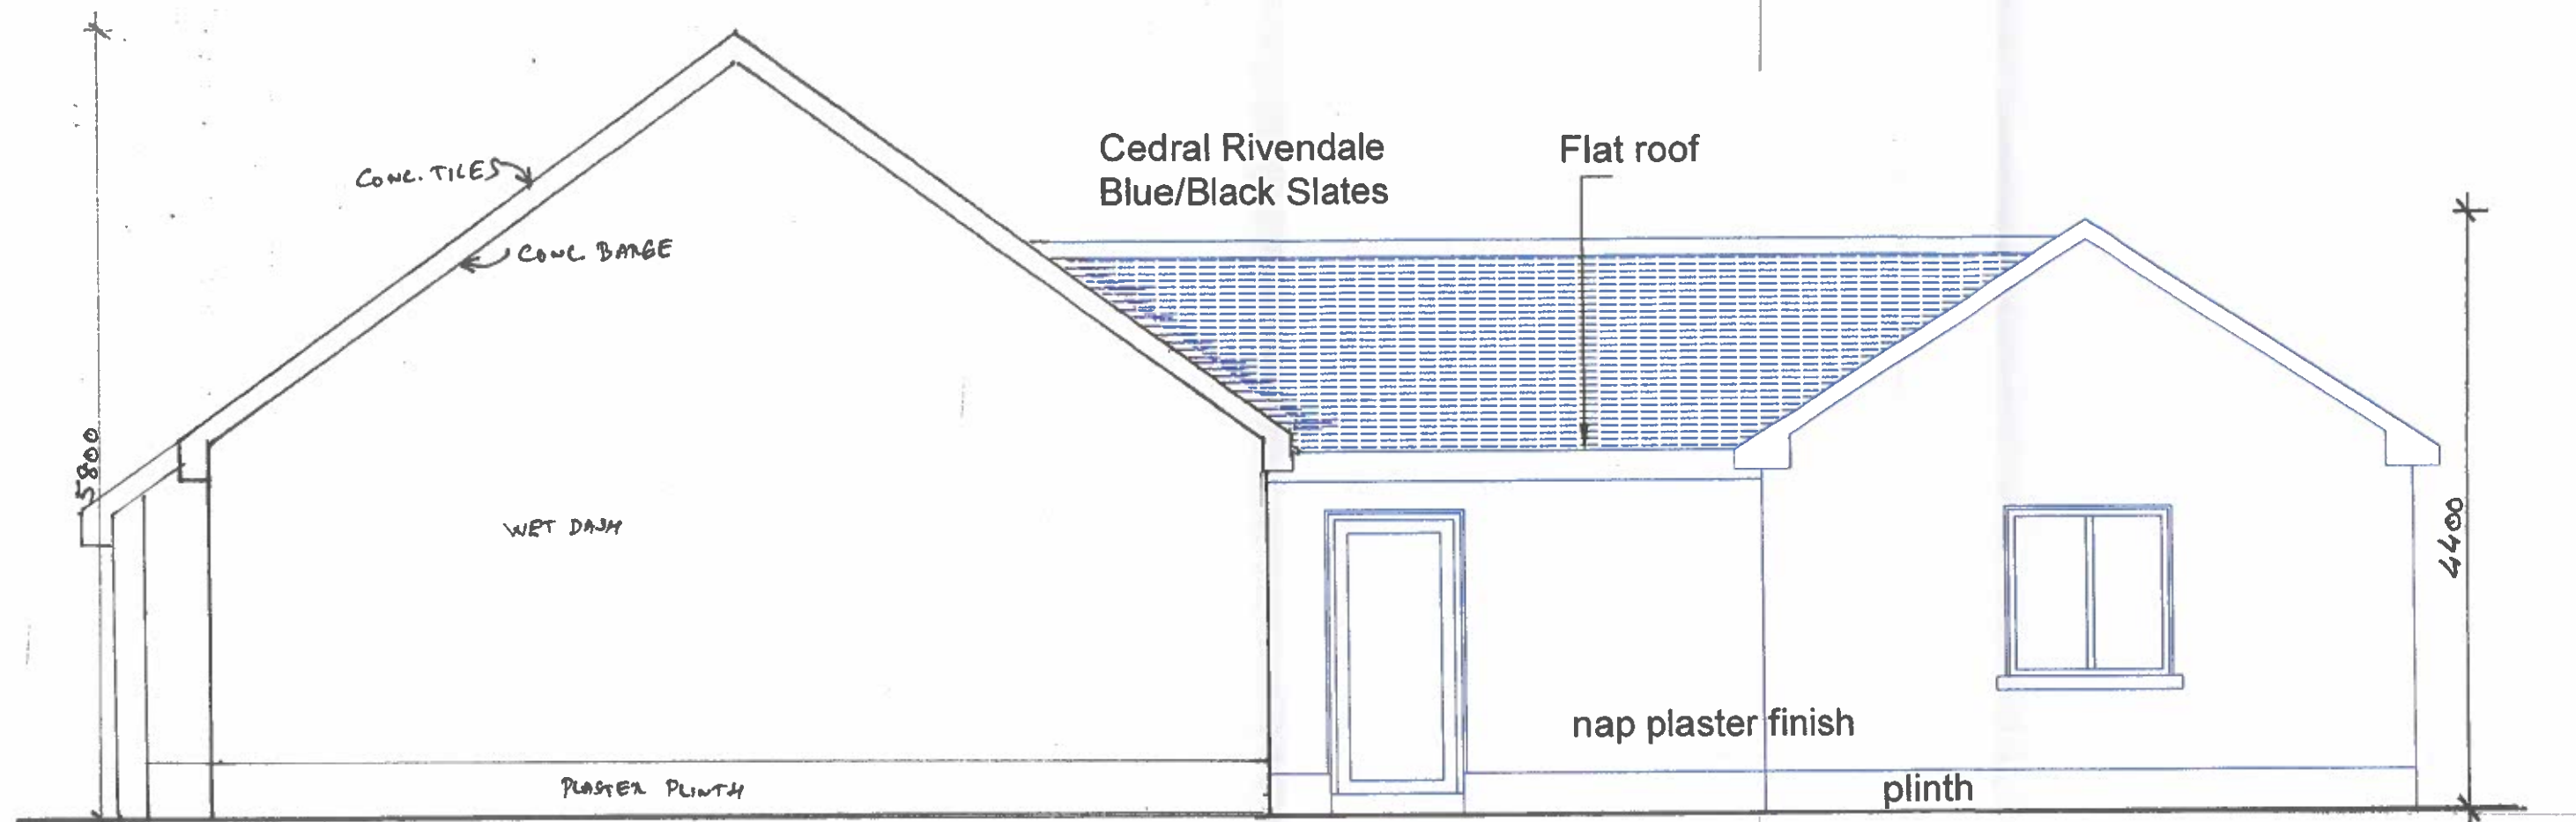 Cedral Rivendale
Blue/Black Slates
Flat roof
CONC. TILES
CONC. BARGE
5800
WET DASH
4400
nap plaster finish
PLASTER PLINTH
plinth